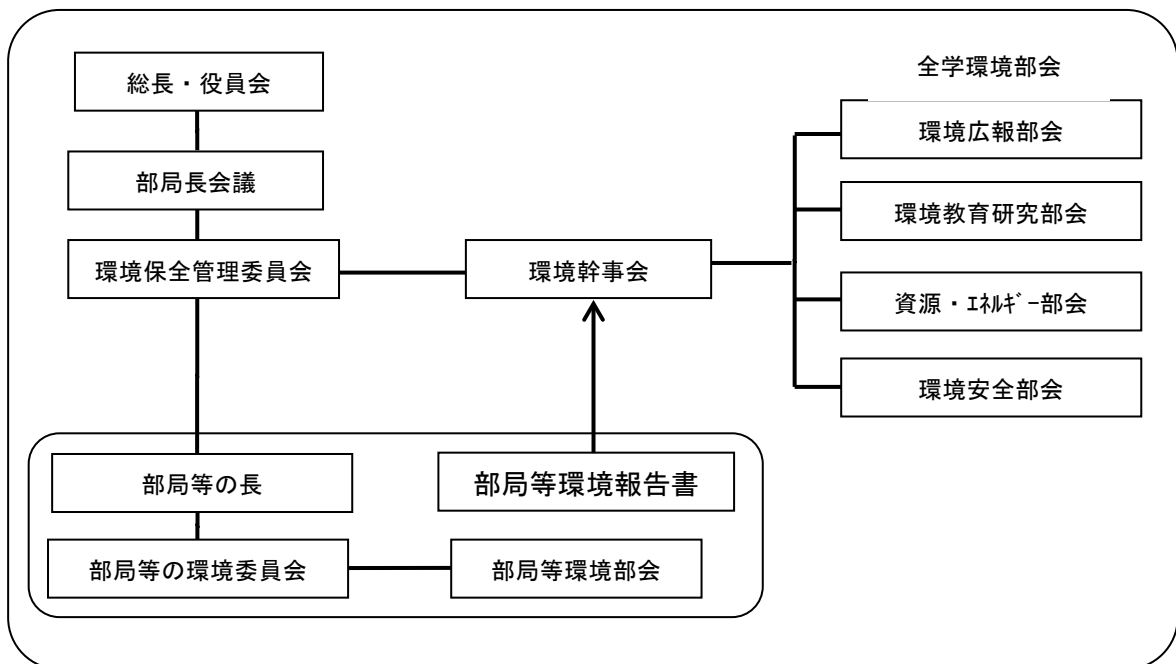 総長・役員会
部局長会議
環境保全管理委員会
環境幹事会
全学環境部会
環境広報部会
環境教育研究部会
資源・ｴﾈﾙｷﾞｰ部会
環境安全部会
部局等の長
部局等環境報告書
部局等の環境委員会
部局等環境部会